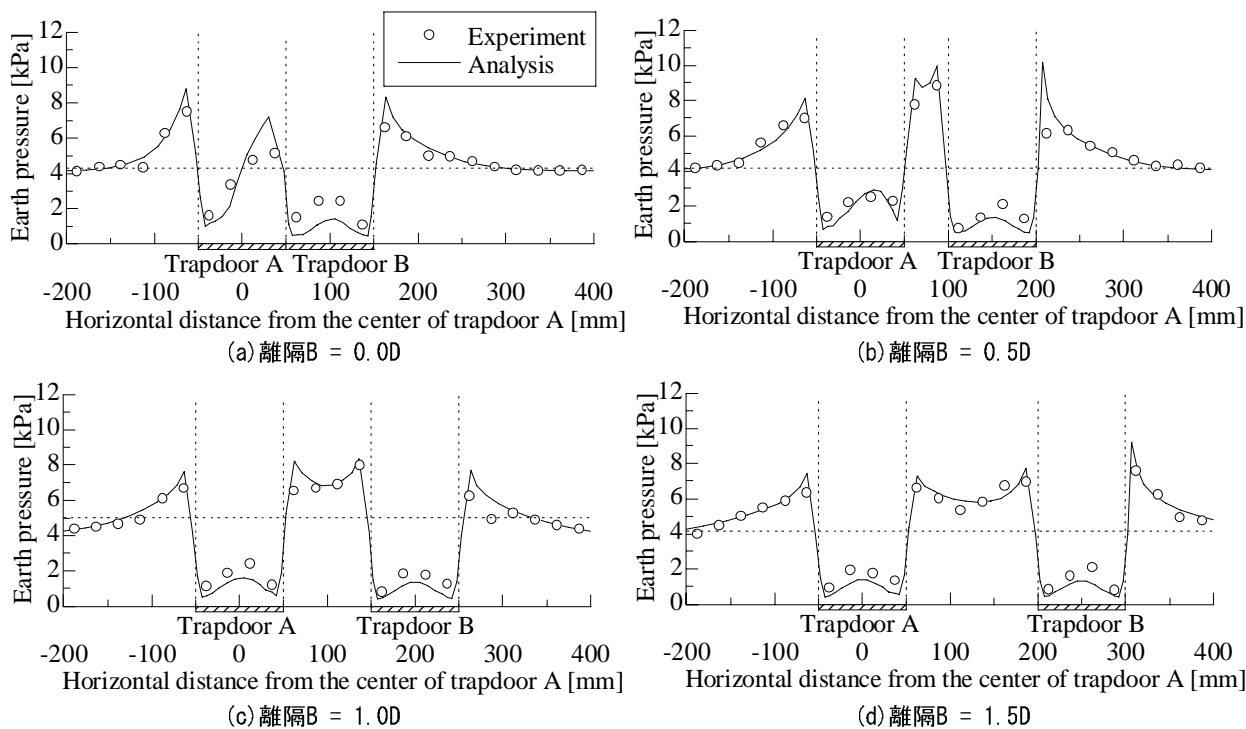 12
10
8
6
4
2
0
Earth pressure [kPa]
Experiment
Analysis
Trapdoor A
Trapdoor B
-200 -100 0 100 200 300 400
Horizontal distance from the center of trapdoor A [mm]
(a)離隔B = 0.0D
12
10
8
6
4
2
0
Earth pressure [kPa]
Trapdoor A
Trapdoor B
-200 -100 0 100 200 300 400
Horizontal distance from the center of trapdoor A [mm]
(b)離隔B = 0.5D
12
10
8
6
4
2
0
Earth pressure [kPa]
Trapdoor A
Trapdoor B
-200 -100 0 100 200 300 400
Horizontal distance from the center of trapdoor A [mm]
(c)離隔B = 1.0D
12
10
8
6
4
2
0
Earth pressure [kPa]
Trapdoor A
Trapdoor B
-200 -100 0 100 200 300 400
Horizontal distance from the center of trapdoor A [mm]
(d)離隔B = 1.5D